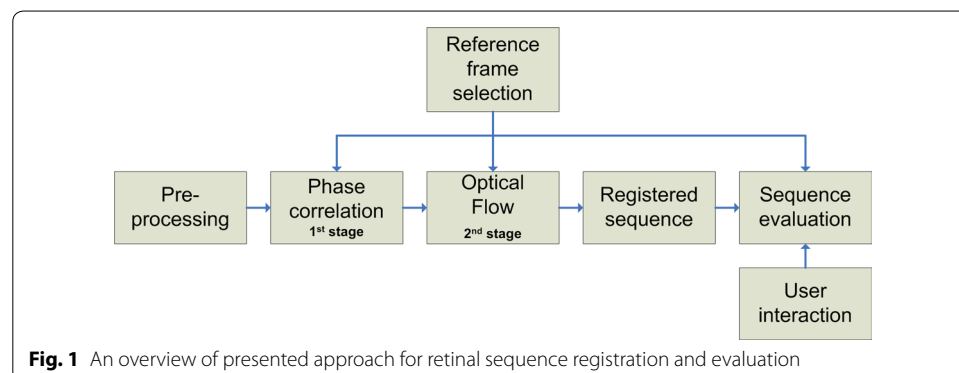 Reference
frame
selection
Pre-
processing
Phase
correlation
1st stage
Optical
Flow
2nd stage
Registered
sequence
Sequence
evaluation
User
interaction
Fig. 1 An overview of presented approach for retinal sequence registration and evaluation